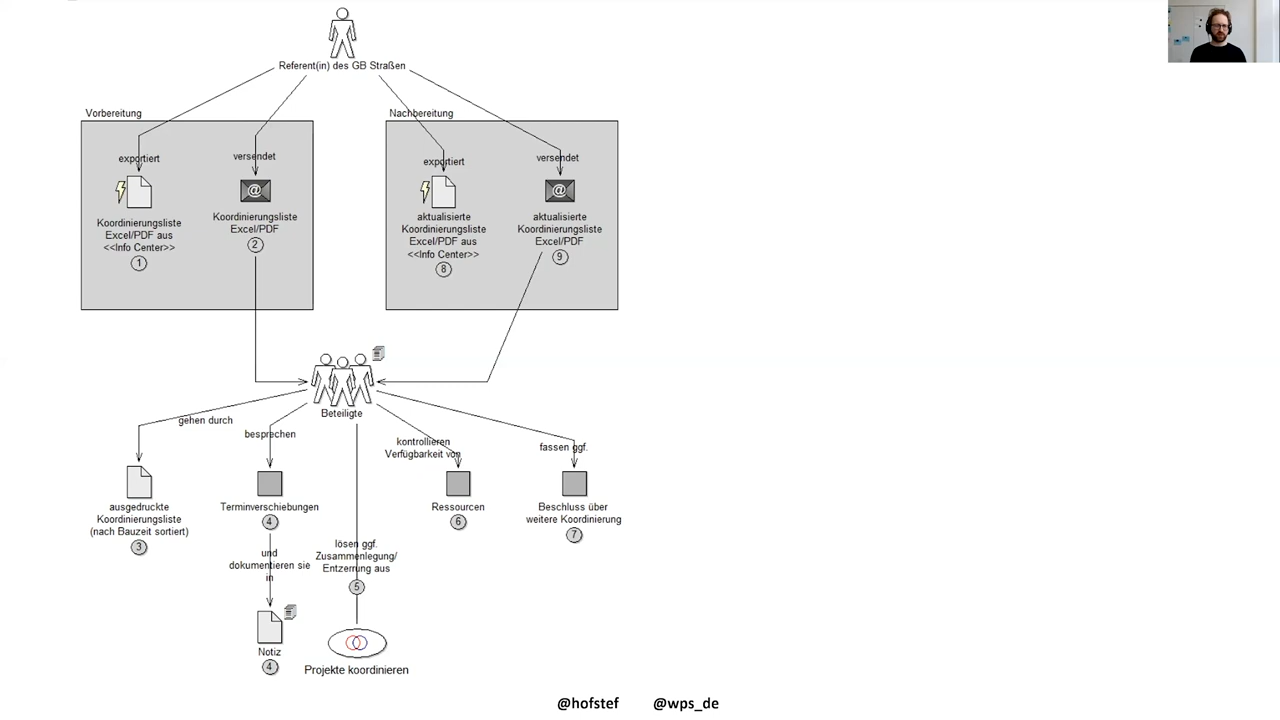 Referent(in) des GB Straßen
Vorbereitung
exportiert
Koordinierungsliste
Excel/PDF aus
<<Info Center>>
1
versendet
Koordinierungsliste
Excel/PDF
2
Nachbereitung
exportiert
aktualisierte
Koordinierungsliste
Excel/PDF aus
<<Info Center>>
8
versendet
@
aktualisierte
Koordinierungsliste
Excel/PDF
9
@
Beteiligte
gehen durch
ausgedruckte
Koordinierungsliste
(nach Bauzeit sortiert)
3
besprechen
Terminverschiebungen
4
und
dokumentieren sie
in
Notiz
4
lösen ggf.
Zusammenlegung/
Entzerrung aus
5
Projekte koordinieren
kontrollieren
Verfügbarkeit von
Ressourcen
6
fassen ggf.
Beschluss über
weitere Koordinierung
7
@hofstef @wps_de